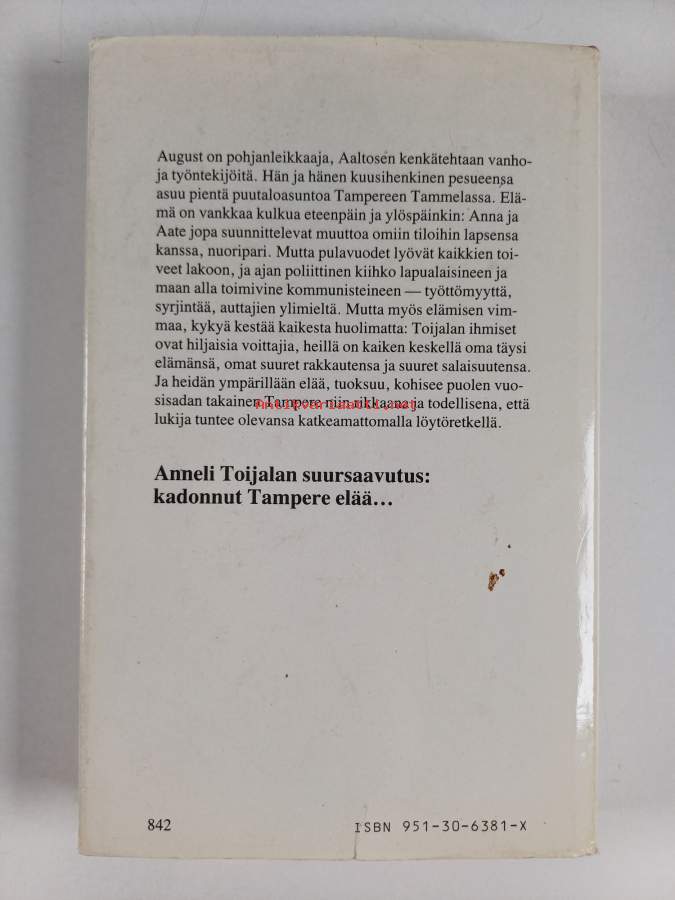 August on pohjanleikkaaja, Aaltosen kenkätehtaan vanho-
ja työntekijöitä. Hän ja hänen kuusihenkinen pesueensa
asuu pientä puutaloasuntoa Tampereen Tammelassa. Elä-
mä on vankkaa kulkua eteenpäin ja ylöspäinkin: Anna ja
Aate jopa suunnittelevat muuttoa omiin tiloihin lapsensa
kanssa, nuoripari. Mutta pulavuodet lyövät kaikkien toi-
veet lakoon, ja ajan poliittinen kiihko lapualaisineen ja
maan alla toimivine kommunisteineen — työttömyyttä,
syrjintää, auttajien ylimieltä. Mutta myös elämisen vim-
maa, kykyä kestää kaikesta huolimatta: Toijalan ihmiset
ovat hiljaisia voittajia, heillä on kaiken keskellä oma täysi
elämänsä, omat suuret rakkautensa ja suuret salaisuutensa.
Ja heidän ympärillään elää, tuoksuu, kohisee puolen vuo-
sisadan takainen Tampere niin rikkaana ja todellisena, että
Antikvariaatti.net
lukija tuntee olevansa katkeamattomalla löytöretkellä.
Anneli Toijalan suursaavutus:
kadonnut Tampere elää...
842
ISBN 951-30-6381-X